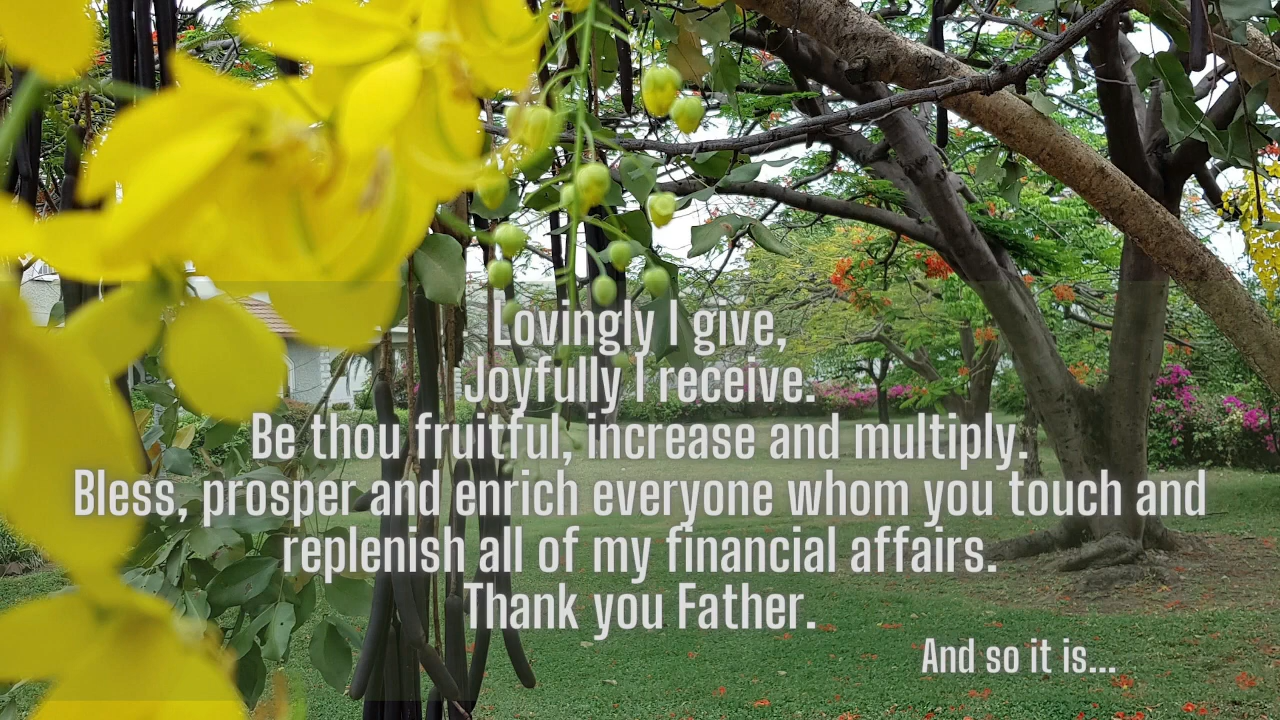 Lovingly I give,
Joyfully I receive.
Be thou fruitful, increase and multiply.
Bless, prosper and enrich everyone whom you touch and
replenish all of my financial affairs.
Thank you Father.
And so it is...